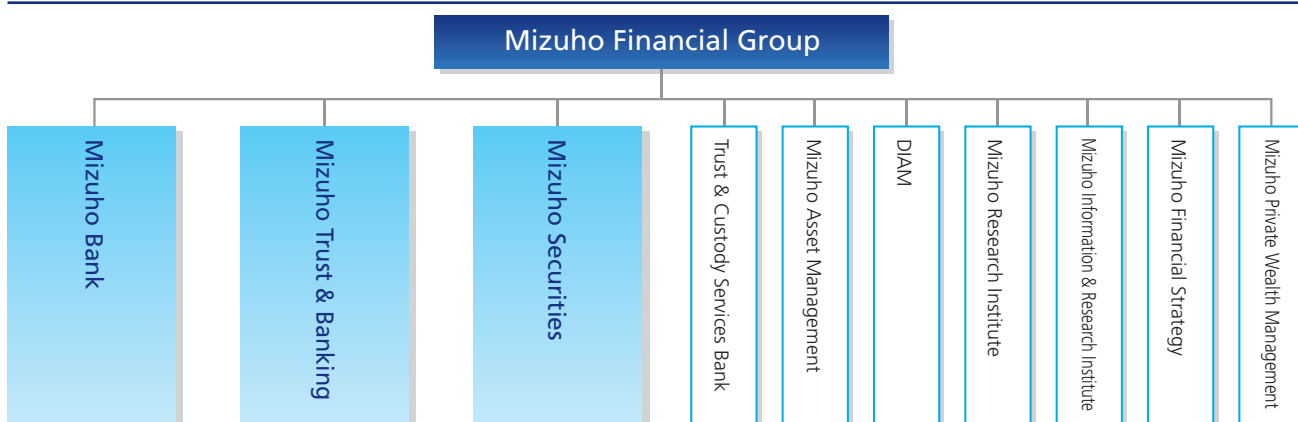 Mizuho Financial Group
Mizuho Bank
Mizuho Trust & Banking
Mizuho Securities
Trust & Custody Services Bank
Mizuho Asset Management
DIAM
Mizuho Research Institute
Mizuho Information & Research Institute
Mizuho Financial Strategy
Mizuho Private Wealth Management